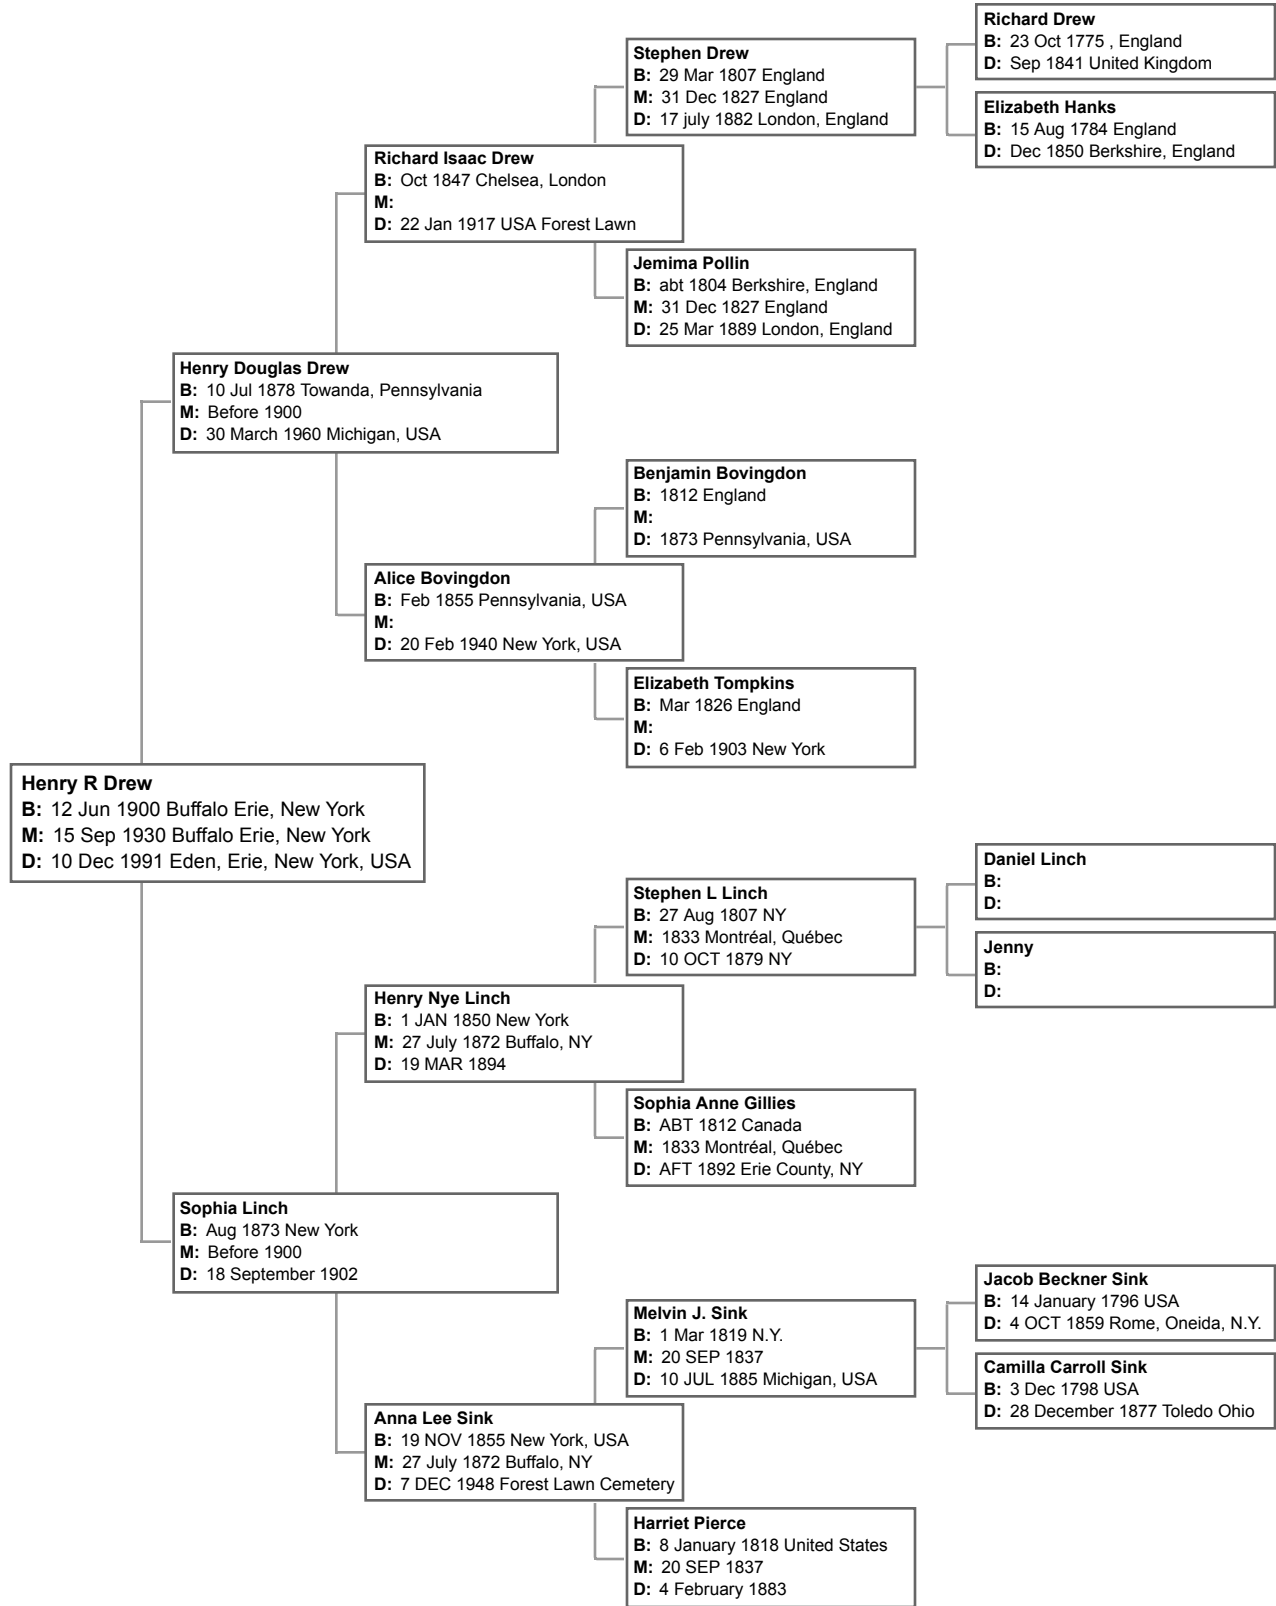 Richard Drew
B: 23 Oct 1775 , England
D: Sep 1841 United Kingdom
Stephen Drew
B: 29 Mar 1807 England
M: 31 Dec 1827 England
D: 17 july 1882 London, England
Elizabeth Hanks
B: 15 Aug 1784 England
D: Dec 1850 Berkshire, England
Richard Isaac Drew
B: Oct 1847 Chelsea, London
M:
D: 22 Jan 1917 USA Forest Lawn
Jemima Pollin
B: abt 1804 Berkshire, England
M: 31 Dec 1827 England
D: 25 Mar 1889 London, England
Henry Douglas Drew
B: 10 Jul 1878 Towanda, Pennsylvania
M: Before 1900
D: 30 March 1960 Michigan, USA
Benjamin Bovingdon
B: 1812 England
M:
D: 1873 Pennsylvania, USA
Alice Bovingdon
B: Feb 1855 Pennsylvania, USA
M:
D: 20 Feb 1940 New York, USA
Elizabeth Tompkins
B: Mar 1826 England
M:
D: 6 Feb 1903 New York
Henry R Drew
B: 12 Jun 1900 Buffalo Erie, New York
M: 15 Sep 1930 Buffalo Erie, New York
D: 10 Dec 1991 Eden, Erie, New York, USA
Daniel Linch
B:
D:
Stephen L Linch
B: 27 Aug 1807 NY
M: 1833 Montréal, Québec
D: 10 OCT 1879 NY
Jenny
B:
D:
Henry Nye Linch
B: 1 JAN 1850 New York
M: 27 July 1872 Buffalo, NY
D: 19 MAR 1894
Sophia Anne Gillies
B: ABT 1812 Canada
M: 1833 Montréal, Québec
D: AFT 1892 Erie County, NY
Sophia Linch
B: Aug 1873 New York
M: Before 1900
D: 18 September 1902
Jacob Beckner Sink
B: 14 January 1796 USA
D: 4 OCT 1859 Rome, Oneida, N.Y.
Melvin J. Sink
B: 1 Mar 1819 N.Y.
M: 20 SEP 1837
D: 10 JUL 1885 Michigan, USA
Camilla Carroll Sink
B: 3 Dec 1798 USA
D: 28 December 1877 Toledo Ohio
Anna Lee Sink
B: 19 NOV 1855 New York, USA
M: 27 July 1872 Buffalo, NY
D: 7 DEC 1948 Forest Lawn Cemetery
Harriet Pierce
B: 8 January 1818 United States
M: 20 SEP 1837
D: 4 February 1883